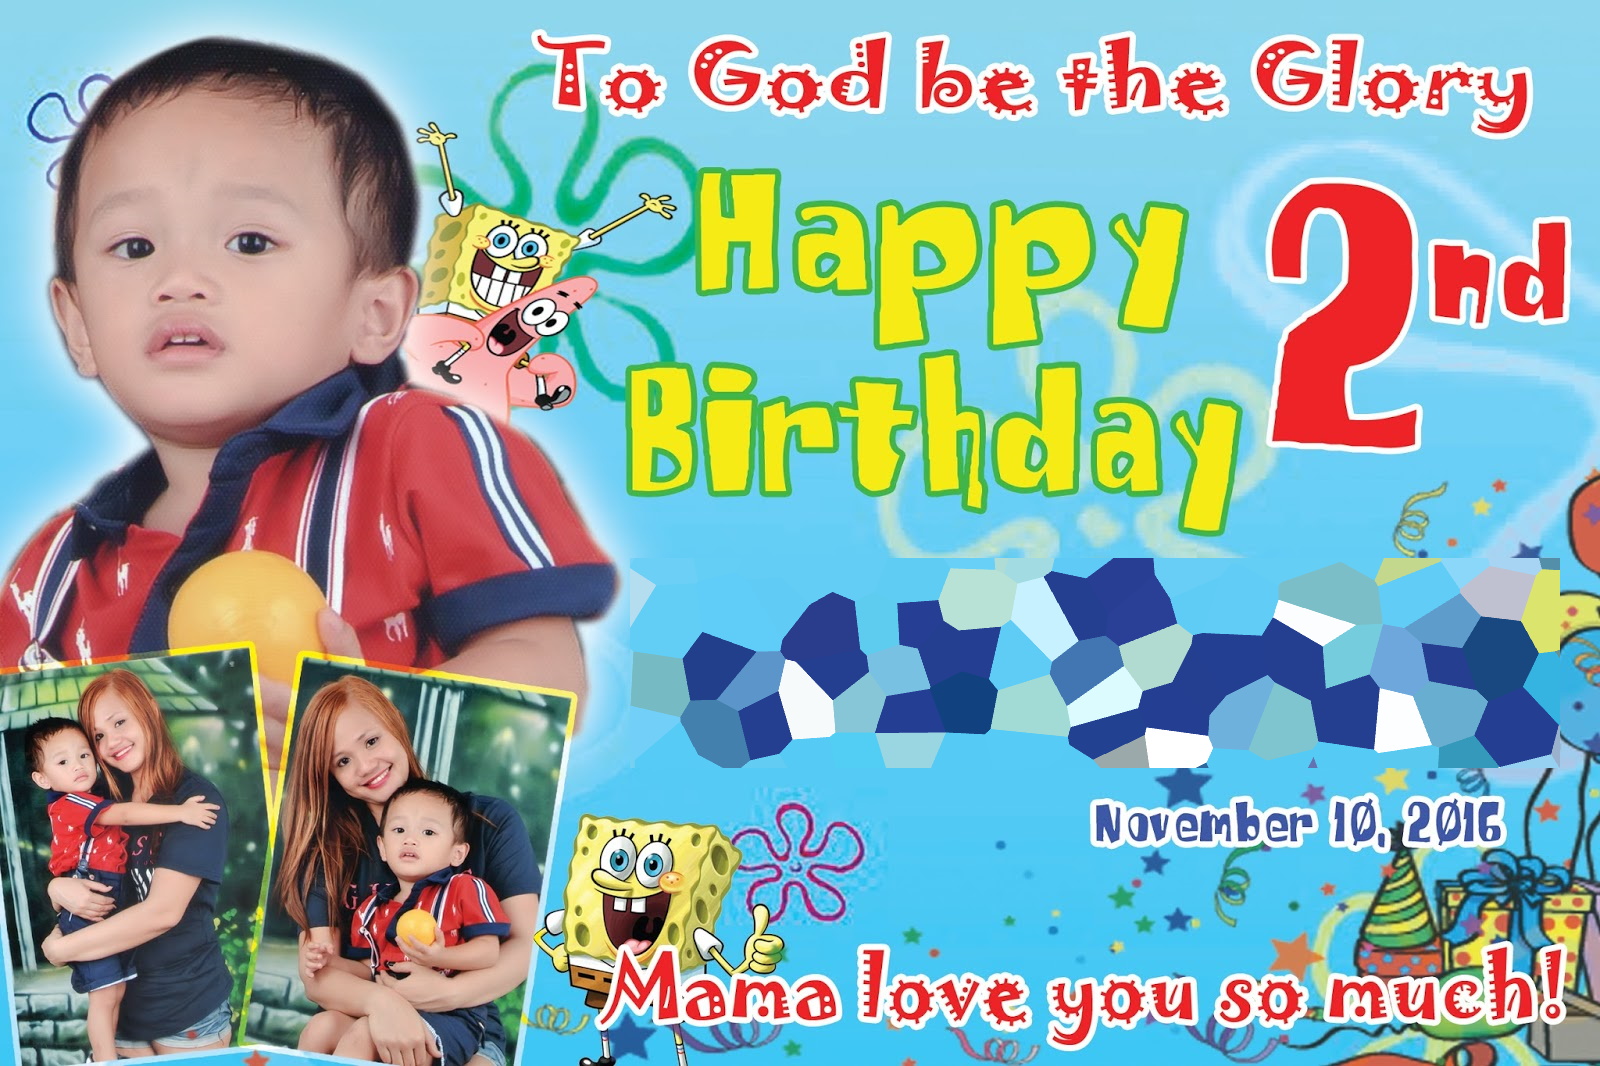 To God be the Glory
Happy 2nd
Birthday
November 10, 2016
Mama love you so much!